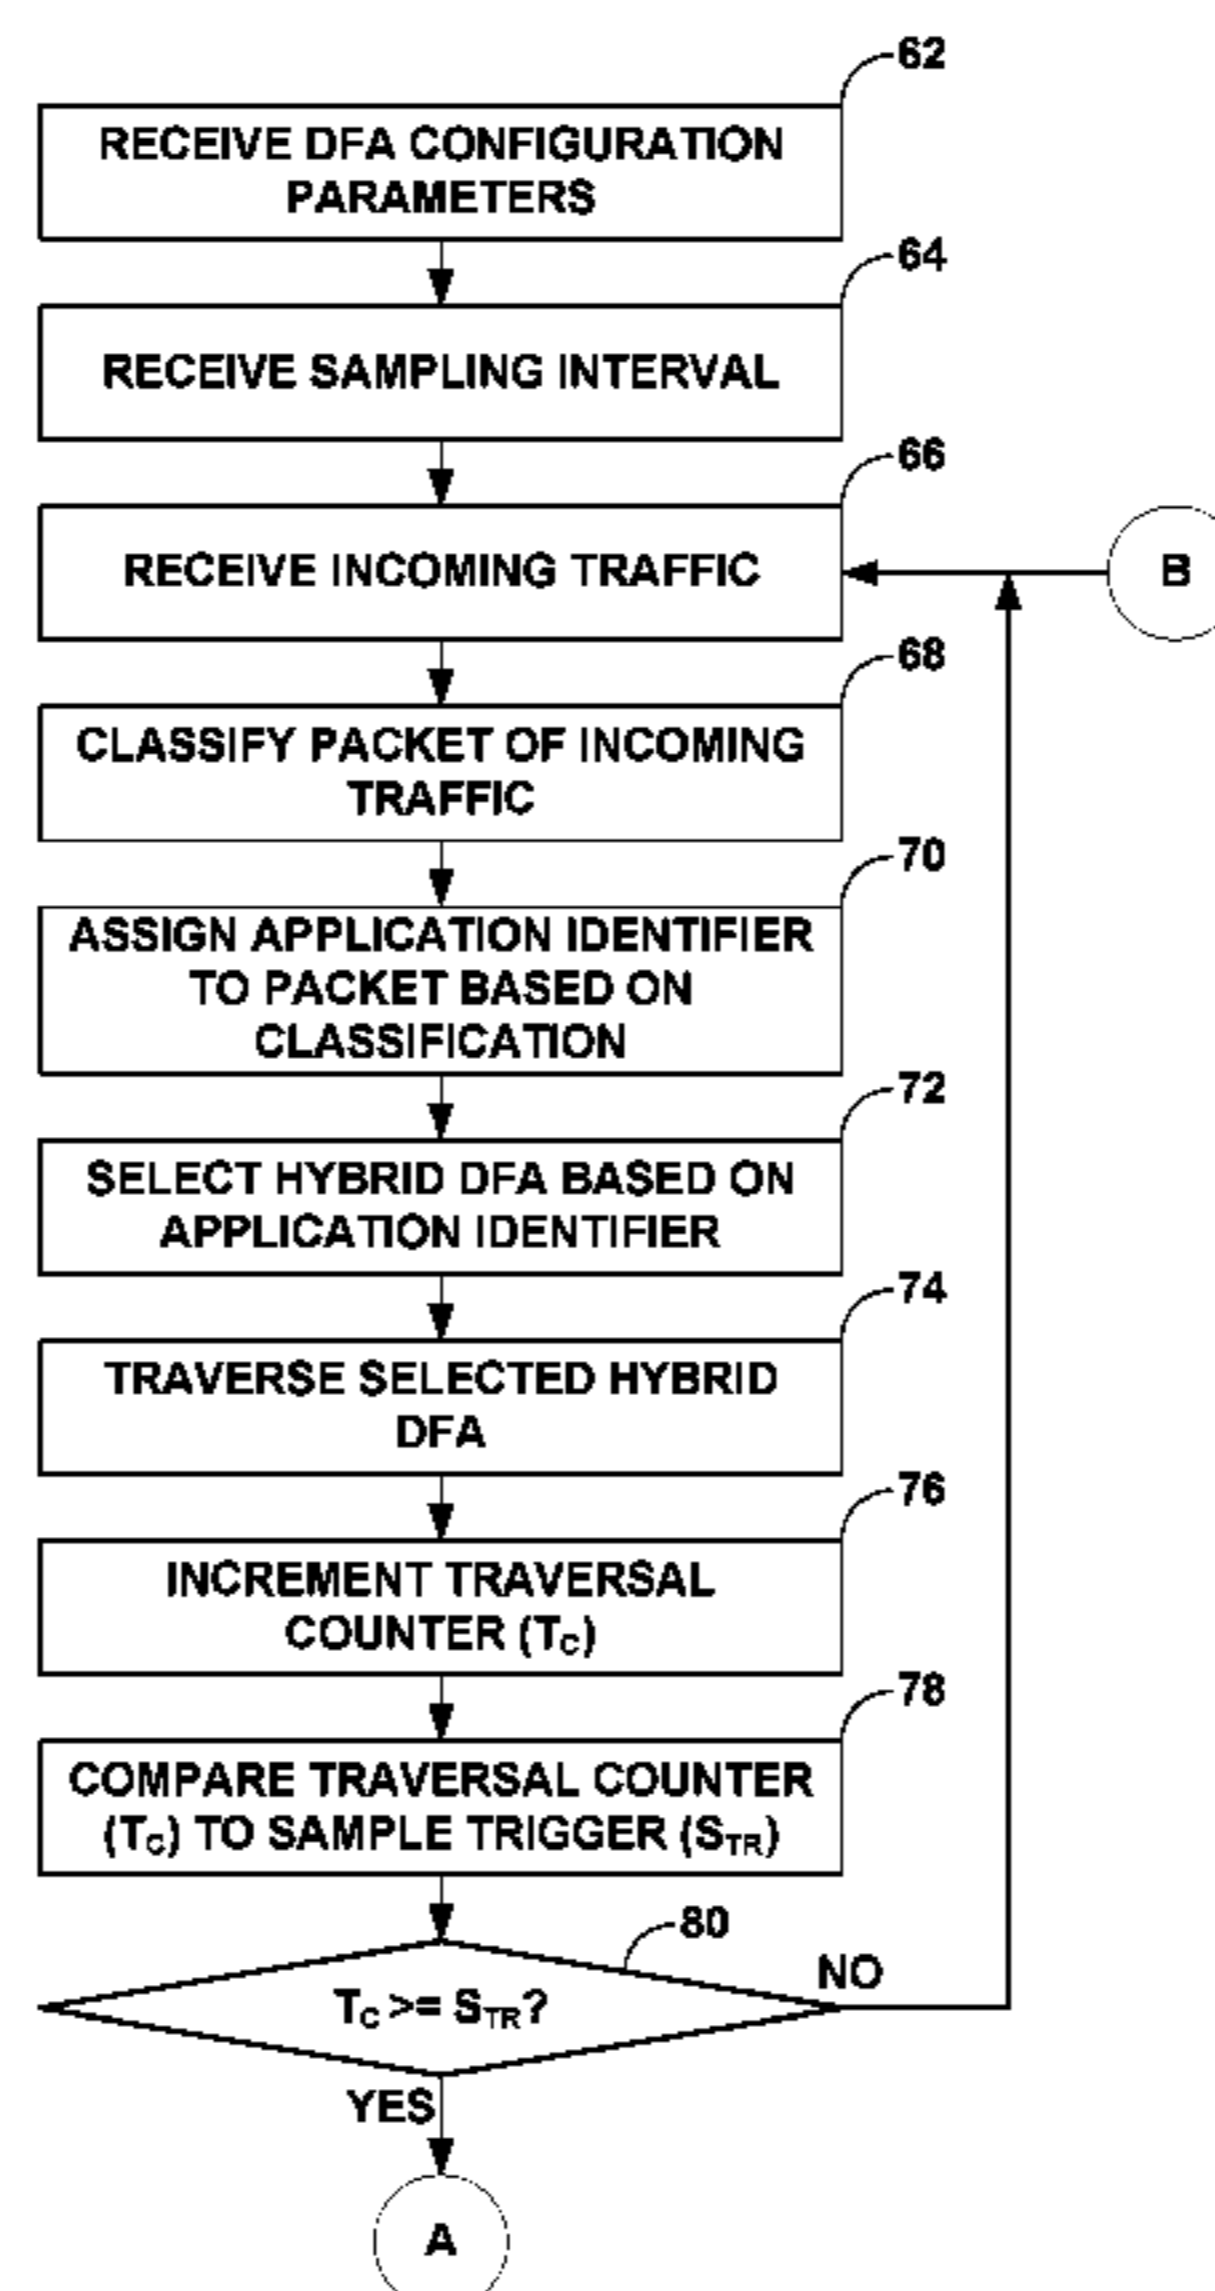 62
RECEIVE DFA CONFIGURATION
PARAMETERS
64
RECEIVE SAMPLING INTERVAL
66
RECEIVE INCOMING TRAFFIC
B
68
CLASSIFY PACKET OF INCOMING
TRAFFIC
70
ASSIGN APPLICATION IDENTIFIER
TO PACKET BASED ON
CLASSIFICATION
72
SELECT HYBRID DFA BASED ON
APPLICATION IDENTIFIER
74
TRAVERSE SELECTED HYBRID
DFA
76
INCREMENT TRAVERSAL
COUNTER (TC)
78
COMPARE TRAVERSAL COUNTER
(TC) TO SAMPLE TRIGGER (STR)
80
TC >= STR?
NO
YES
A